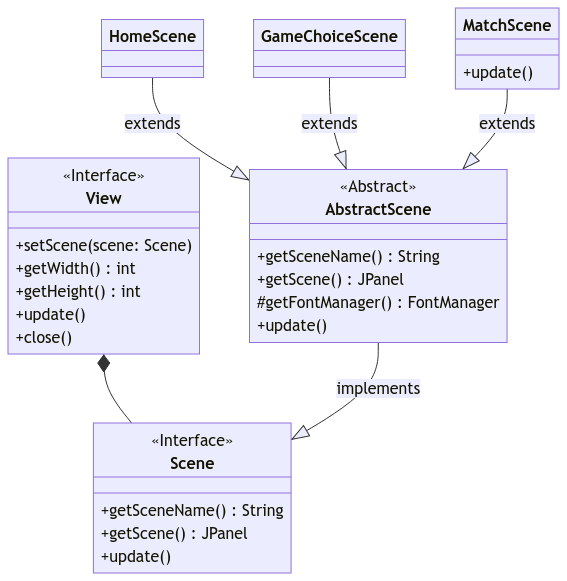 HomeScene
GameChoiceScene
MatchScene
+update()
extends
extends
extends
«Interface»
View
+setScene(scene: Scene)
+getWidth() : int
+getHeight() : int
+update()
+close()
«Abstract»
AbstractScene
+getSceneName() : String
+getScene() : JPanel
#getFontManager() : FontManager
+update()
implements
«Interface»
Scene
+getSceneName() : String
+getScene() : JPanel
+update()